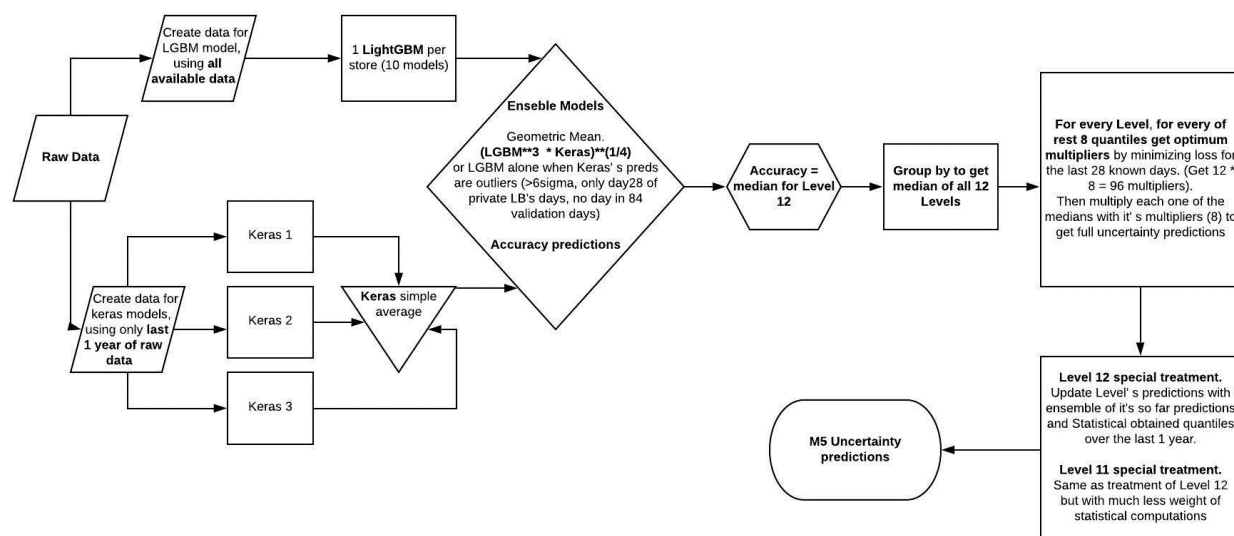 Create data for
LGBM model,
using all
available data
1 LightGBM per
store (10 models)
Raw Data
Keras 1
Create data for
keras models,
using only last
1 year of raw
data
Keras 2
Keras 3
Keras simple
average
Enseble Models
Geometric Mean.
(LGBM**3 * Keras)**(1/4)
or LGBM alone when Keras' s preds
are outliers (>6sigma, only day28 of
private LB's days, no day in 84
validation days)
Accuracy predictions
Accuracy =
median for Level
12
Group by to get
median of all 12
Levels
For every Level, for every of
rest 8 quantiles get optimum
multipliers by minimizing loss for
the last 28 known days. (Get 12 *
8 = 96 multipliers).
Then multiply each one of the
medians with it' s multipliers (8) to
get full uncertainty predictions
Level 12 special treatment.
Update Level' s predictions with
ensemble of it's so far predictions
and Statistical obtained quantiles
over the last 1 year.
Level 11 special treatment.
Same as treatment of Level 12
but with much less weight of
statistical computations
M5 Uncertainty
predictions